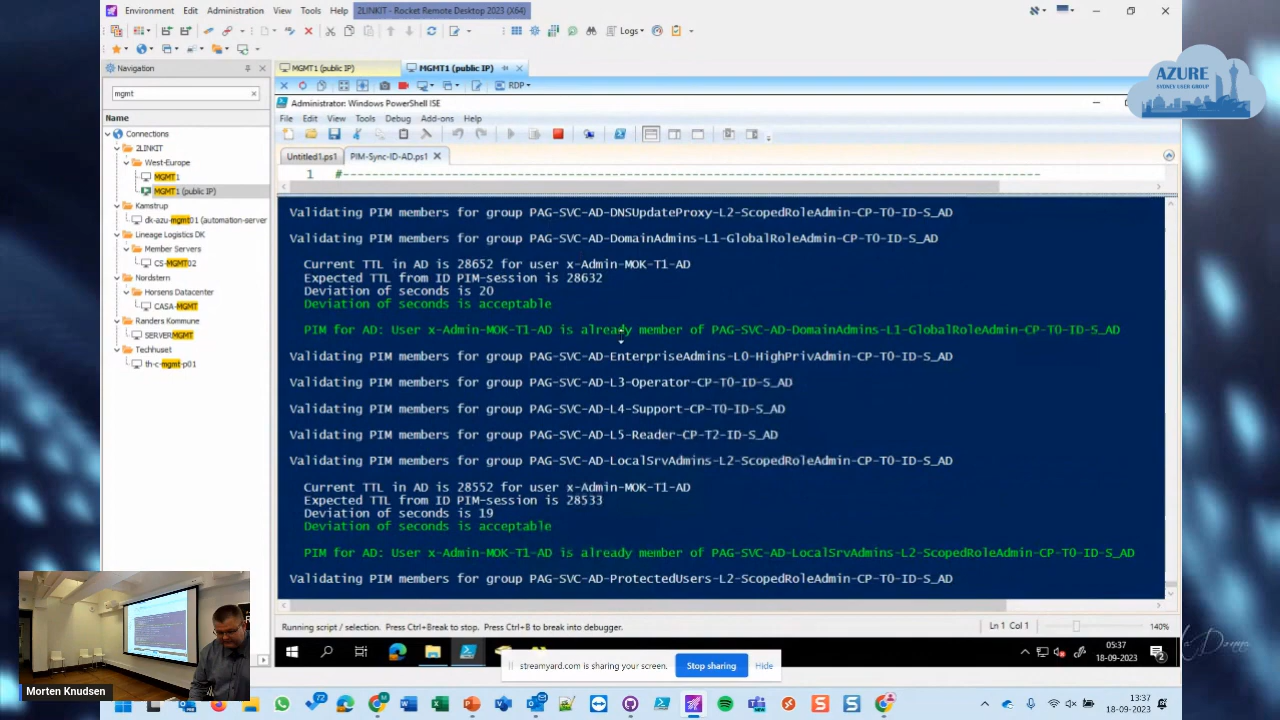 Environment Edit Administration View Tools Help 2LINKIT - Rocket Remote Desktop 2023 (X64)
Logs
Navigation
MGMT1 (public IP) MGMT1 (public IP)
mgmt
RDP
Administrator: Windows PowerShell ISE
Name
File Edit View Tools Debug Add-ons Help
Connections
2LINKIT
West-Europe
MGMT1
MGMT1 (public IP)
Kamstrup
dk-azu-mgmt01 (automation-server
Lineage Logistics DK
Member Servers
CS-MGMT02
Nordstern
Horsens Datacenter
CASA-MGMT
Randers Kommune
SERVERMGMT
Techhuset
th-c-mgmt-p01
Untitled1.ps1 PIM-Sync-ID-AD.ps1
1 #------------------------------------------------------------------------------------------------
Validating PIM members for group PAG-SVC-AD-DNSUpdateProxy-L2-ScopedRoleAdmin-CP-T0-ID-S_AD
Validating PIM members for group PAG-SVC-AD-DomainAdmins-L1-GlobalRoleAdmin-CP-T0-ID-S_AD
Current TTL in AD is 28652 for user x-Admin-MOK-T1-AD
Expected TTL from ID PIM-session is 28632
Deviation of seconds is 20
Deviation of seconds is acceptable
PIM for AD: User x-Admin-MOK-T1-AD is already member of PAG-SVC-AD-DomainAdmins-L1-GlobalRoleAdmin-CP-T0-ID-S_AD
Validating PIM members for group PAG-SVC-AD-EnterpriseAdmins-L0-HighPrivAdmin-CP-T0-ID-S_AD
Validating PIM members for group PAG-SVC-AD-L3-Operator-CP-T0-ID-S_AD
Validating PIM members for group PAG-SVC-AD-L4-Support-CP-T0-ID-S_AD
Validating PIM members for group PAG-SVC-AD-L5-Reader-CP-T2-ID-S_AD
Validating PIM members for group PAG-SVC-AD-LocalSrvAdmins-L2-ScopedRoleAdmin-CP-T0-ID-S_AD
Current TTL in AD is 28552 for user x-Admin-MOK-T1-AD
Expected TTL from ID PIM-session is 28533
Deviation of seconds is 19
Deviation of seconds is acceptable
PIM for AD: User x-Admin-MOK-T1-AD is already member of PAG-SVC-AD-LocalSrvAdmins-L2-ScopedRoleAdmin-CP-T0-ID-S_AD
Validating PIM members for group PAG-SVC-AD-ProtectedUsers-L2-ScopedRoleAdmin-CP-T0-ID-S_AD
Running script / selection. Press Ctrl+Break to stop. Press Ctrl+B to break into debugger.
Ln 1 Col 1
140%
05:37
18-09-2023
2
streamyard.com is sharing your screen.
Stop sharing
Hide
13:37
18-09-2023
AZURE
SYDNEY USER GROUP
Morten Knudsen